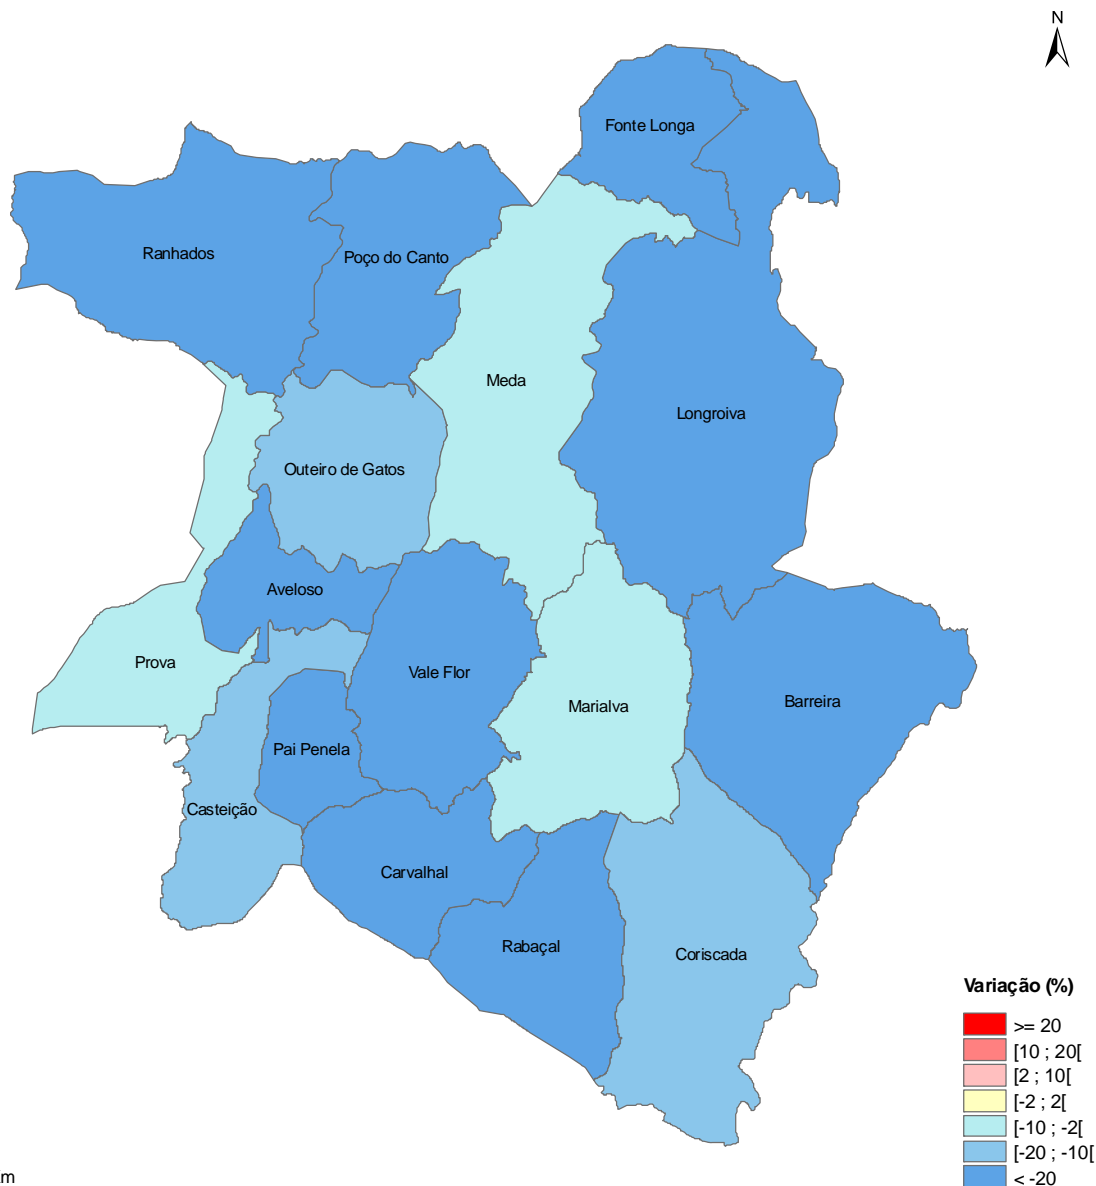 N
Fonte Longa
Ranhados
Poço do Canto
Meda
Longroiva
Outeiro de Gatos
Aveloso
Prova
Vale Flor
Marialva
Barreira
Pai Penela
Casteição
Carvalhal
Rabaçal
Coriscada
Variação (%)
>= 20
[10 ; 20[
[2 ; 10[
[-2 ; 2[
[-10 ; -2[
[-20 ; -10[
< -20